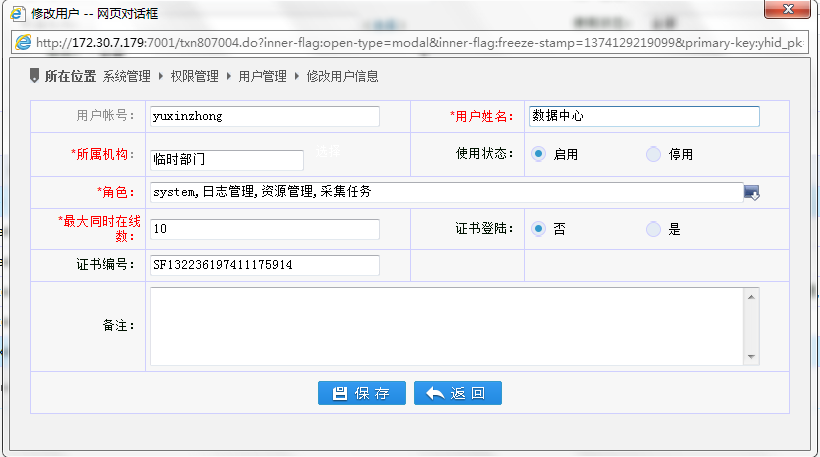 修改用户 -- 网页对话框
http://172.30.7.179:7001/txn807004.do?inner-flag:open-type=modal&inner-flag:freeze-stamp=1374129219099&primary-key:yhid_pk
所在位置 系统管理 权限管理 用户管理 修改用户信息
用户帐号： yuxinzhong *用户姓名： 数据中心
*所属机构： 临时部门 选择 使用状态： 启用 停用
*角色： system,日志管理,资源管理,采集任务
*最大同时在线数： 10 证书登陆： 否 是
证书编号： SF132236197411175914
备注：
保存 返回